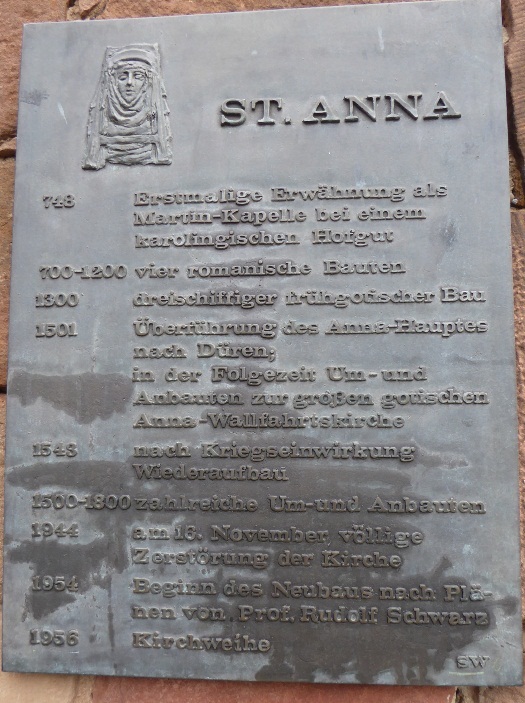 ST. ANNA
748 Erstmalige Erwähnung als
Martin-Kapelle bei einem
karolingischen Hofgut
700-1200 vier romanische Bauten
1300 dreischiffiger frühgotischer Bau
1501 Überführung des Anna-Hauptes
nach Düren;
in der Folgezeit Um- und
Anbauten zur großen gotischen
Anna-Wallfahrtskirche
1543 nach Kriegseinwirkung
Wiederaufbau
1500-1800 zahlreiche Um-und Anbauten
1944 am 16. November völlige
Zerstörung der Kirche
1954 Beginn des Neubaus nach Plä-
nen von Prof. Rudolf Schwarz
1956 Kirchweihe
SW